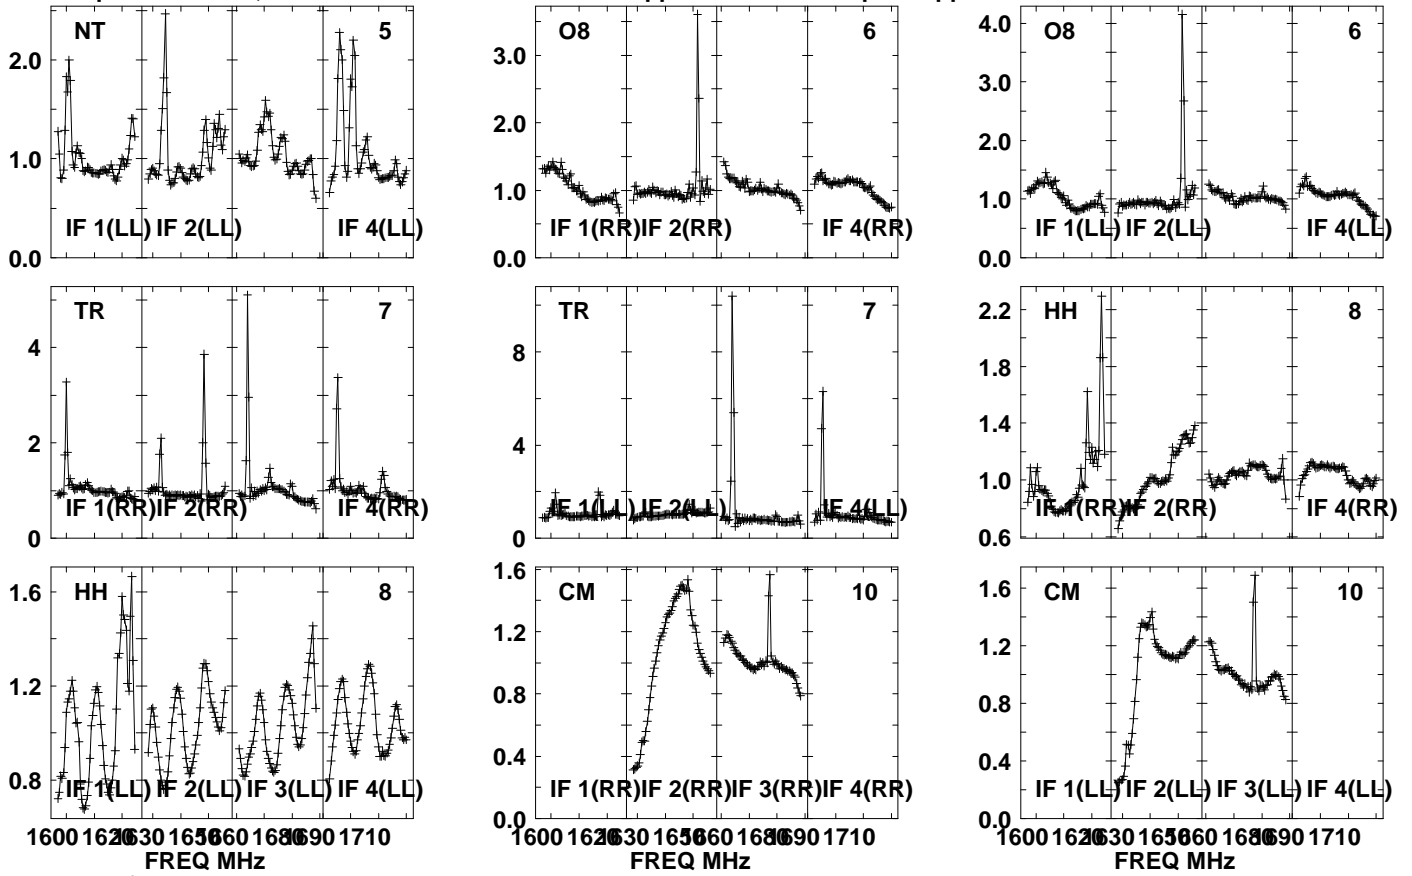 NT 5 O8 6 O8 6
2.0 3.0 4.0
1.0 2.0 3.0
0.0 1.0 2.0
0.0 1.0
0.0
IF 1(LL) IF 2(LL) IF 4(LL) IF 1(RR) IF 2(RR) IF 4(RR) IF 1(LL) IF 2(LL) IF 4(LL)
TR 7 TR 7 HH 8
4 8 2.2
2 4 1.8
0 0 1.4
1.0
0.6
IF 1(RR) IF 2(RR) IF 4(RR) IF 1(LL) IF 2(LL) IF 4(LL) IF 1(RR) IF 2(RR) IF 4(RR)
HH 8 CM 10 CM 10
1.6 1.6 1.6
1.2 1.2 1.2
0.8 0.8 0.8
0.4 0.4
0.0 0.0
IF 1(LL) IF 2(LL) IF 3(LL) IF 4(LL) IF 1(RR) IF 2(RR) IF 3(RR) IF 4(RR) IF 1(LL) IF 2(LL) IF 3(LL) IF 4(LL)
1600 1620 1630 1650 1660 1680 1690 1710 1600 1620 1630 1650 1660 1680 1690 1710 1600 1620 1630 1650 1660 1680 1690 1710
FREQ MHz FREQ MHz FREQ MHz